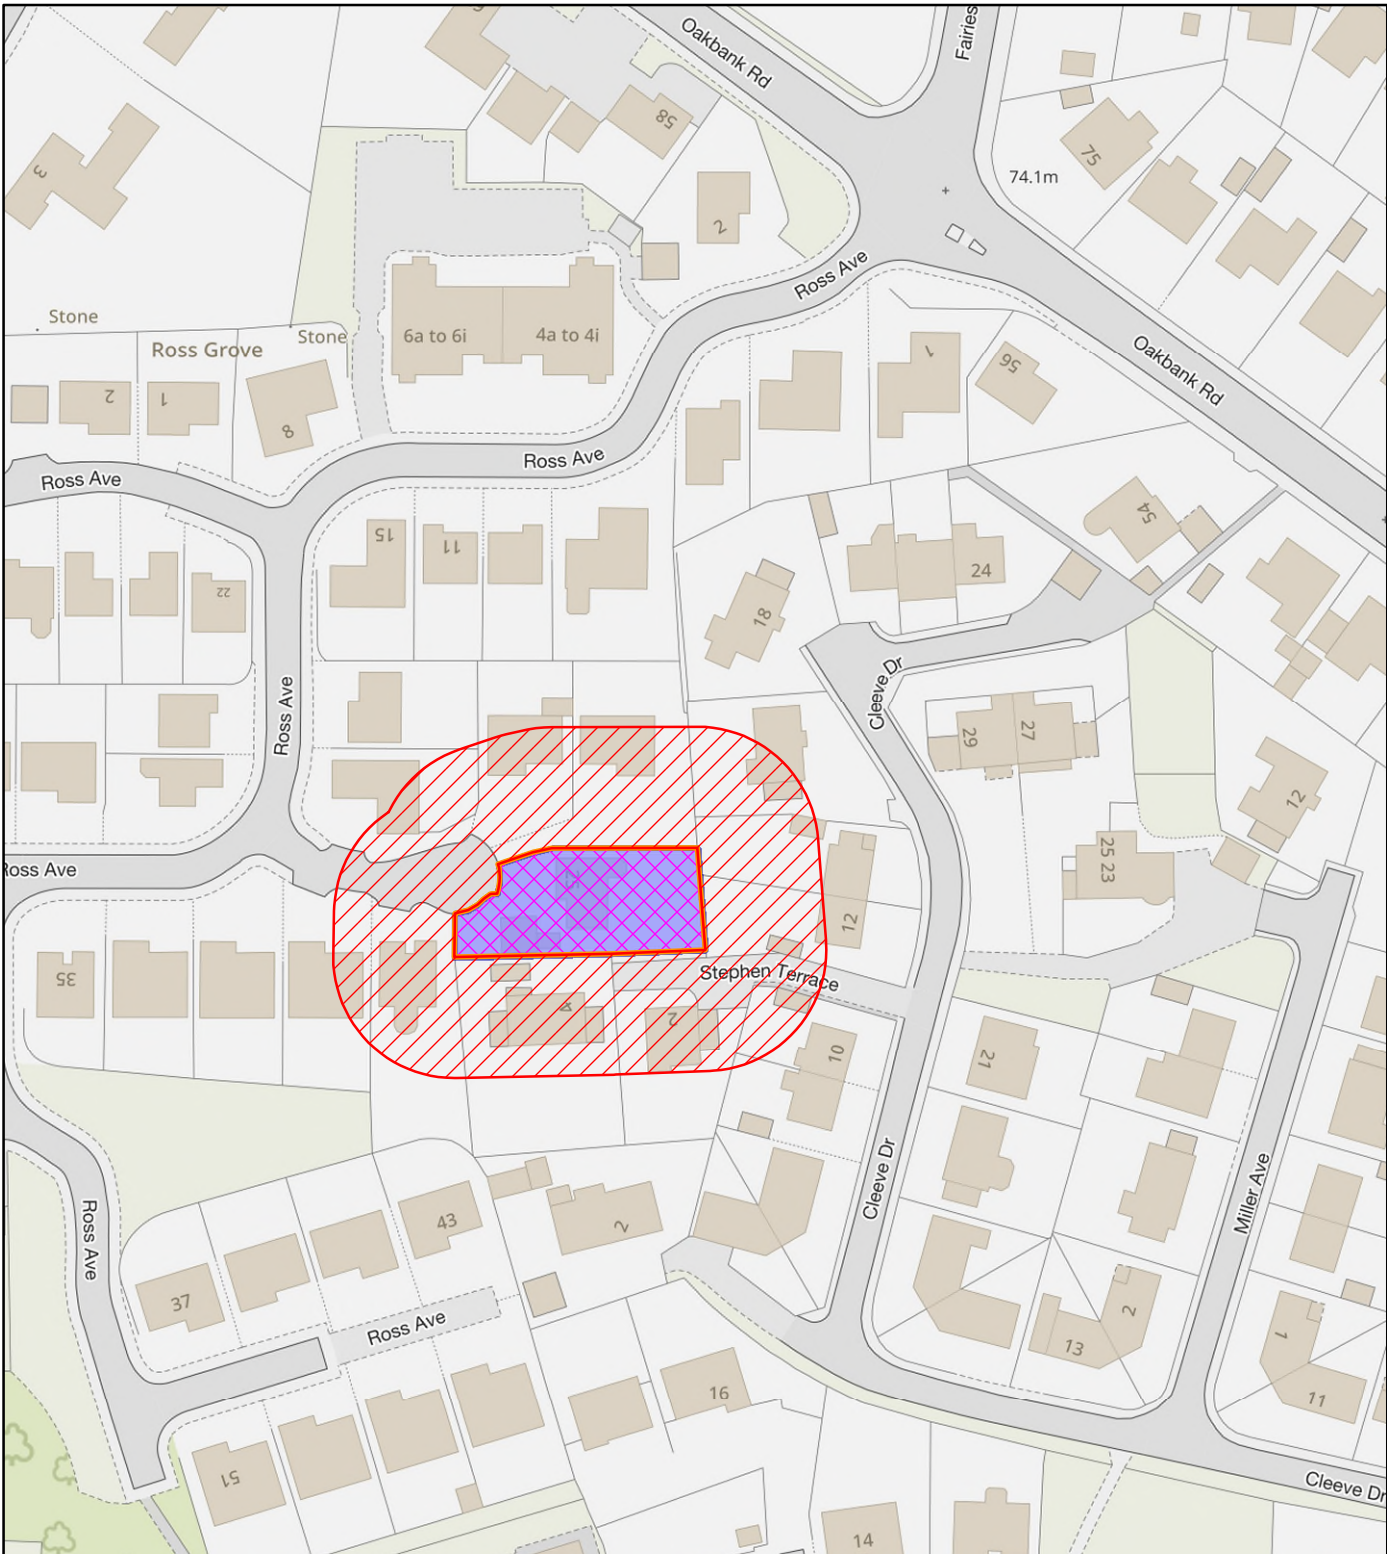 Oakbank Rd
Fairies
58
75
3
74.1m
2
Ross Ave
Stone
Stone
Ross Grove
6a to 6i
4a to 4i
1
56
Oakbank Rd
2
1
8
Ross Ave
Ross Ave
54
15
11
24
22
18
Cleeve Dr
Ross Ave
29
27
12
25 23
Ross Ave
12
35
Stephen Terrace
4
2
10
21
Cleeve Dr
Miller Ave
Ross Ave
43
2
37
Ross Ave
2
13
1
11
16
51
Cleeve Dr
14